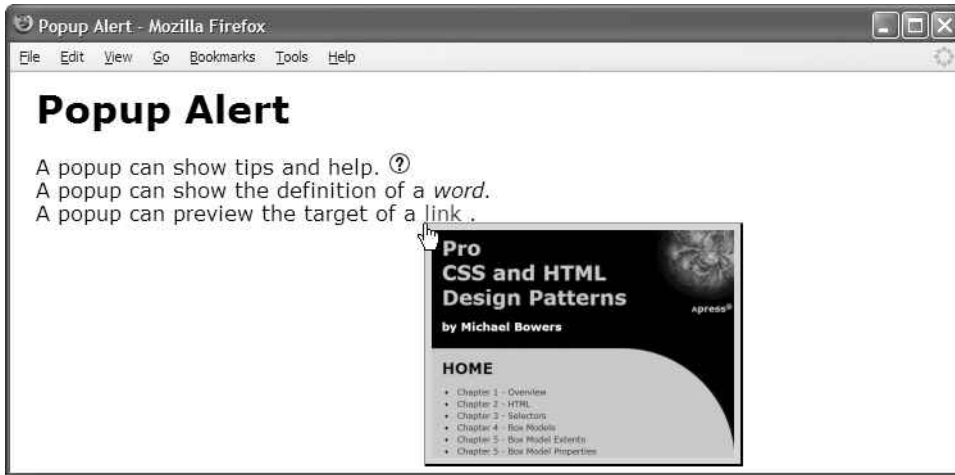 Popup Alert - Mozilla Firefox
File Edit View Go Bookmarks Tools Help
Popup Alert
A popup can show tips and help. ?
A popup can show the definition of a word.
A popup can preview the target of a link .
Pro
CSS and HTML
Design Patterns
Apress®
by Michael Bowers
HOME
• Chapter 1 - Overview
• Chapter 2 - HTML
• Chapter 3 - Selectors
• Chapter 4 - Box Models
• Chapter 5 - Box Model Extents
• Chapter 5 - Box Model Properties